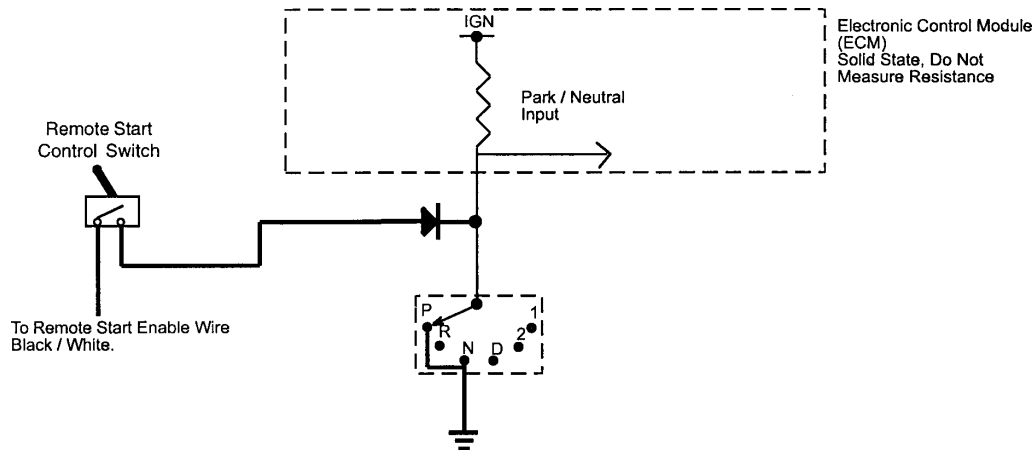 IGN
Electronic Control Module
(ECM)
Solid State, Do Not
Measure Resistance
Park / Neutral
Input
Remote Start
Control Switch
To Remote Start Enable Wire
Black / White.
P
R
N
D
2
1